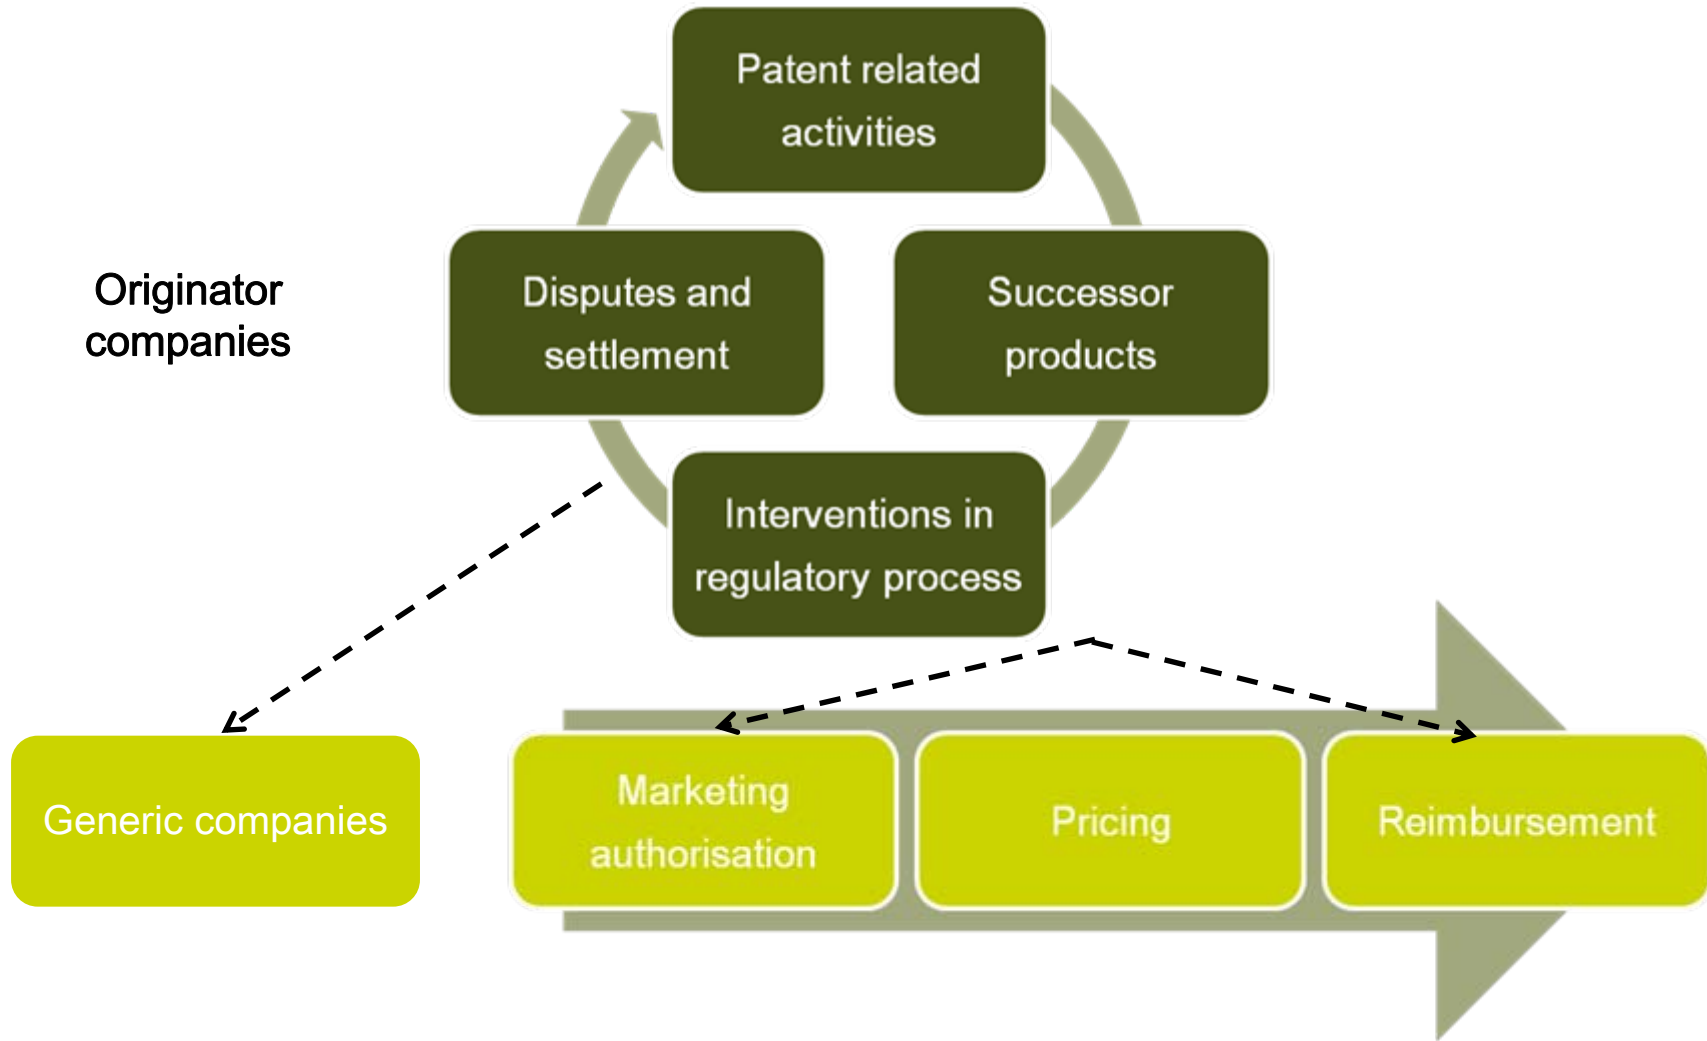 Patent related
activities
Originator
companies
Disputes and
settlement
Successor
products
Interventions in
regulatory process
Generic companies
Marketing
authorisation
Pricing
Reimbursement